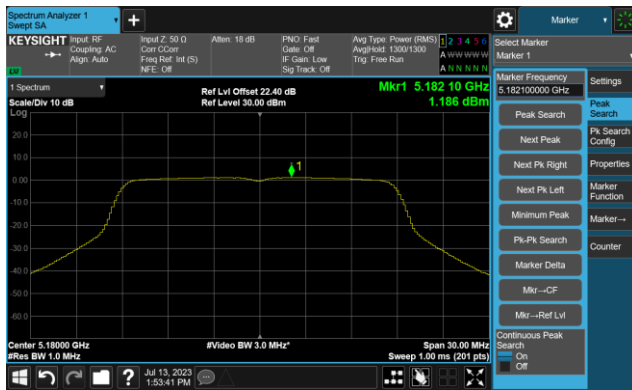 Spectrum Analyzer 1
Swept SA
Marker
KEYSIGHT
Input: RF
Coupling: AC
Align: Auto
Input Z: 50 Ω
Corr CCorr
Freq Ref: Int (S)
NFE: Off
Atten: 18 dB
PNO: Fast
Gate: Off
IF Gain: Low
Sig Track: Off
Avg Type: Power (RMS)
Avg|Hold: 1300/1300
Trig: Free Run
1 2 3 4 5 6
A W W W W W
A N N N N N
LXI
Select Marker
Marker 1
1 Spectrum
Scale/Div 10 dB
Log
Ref Lvl Offset 22.40 dB
Ref Level 30.00 dBm
Mkr1 5.182 10 GHz
1.186 dBm
20.0
10.0
0.00
-10.0
-20.0
-30.0
-40.0
-50.0
-60.0
1
Center 5.18000 GHz
#Res BW 1.0 MHz
#Video BW 3.0 MHz*
Span 30.00 MHz
Sweep 1.00 ms (201 pts)
Marker Frequency
5.182100000 GHz
Peak Search
Next Peak
Next Pk Right
Next Pk Left
Minimum Peak
Pk-Pk Search
Marker Delta
Mkr→CF
Mkr→Ref Lvl
Continuous Peak
Search
On
Off
Settings
Peak
Search
Pk Search
Config
Properties
Marker
Function
Marker→
Counter
?
Jul 13, 2023
1:53:41 PM